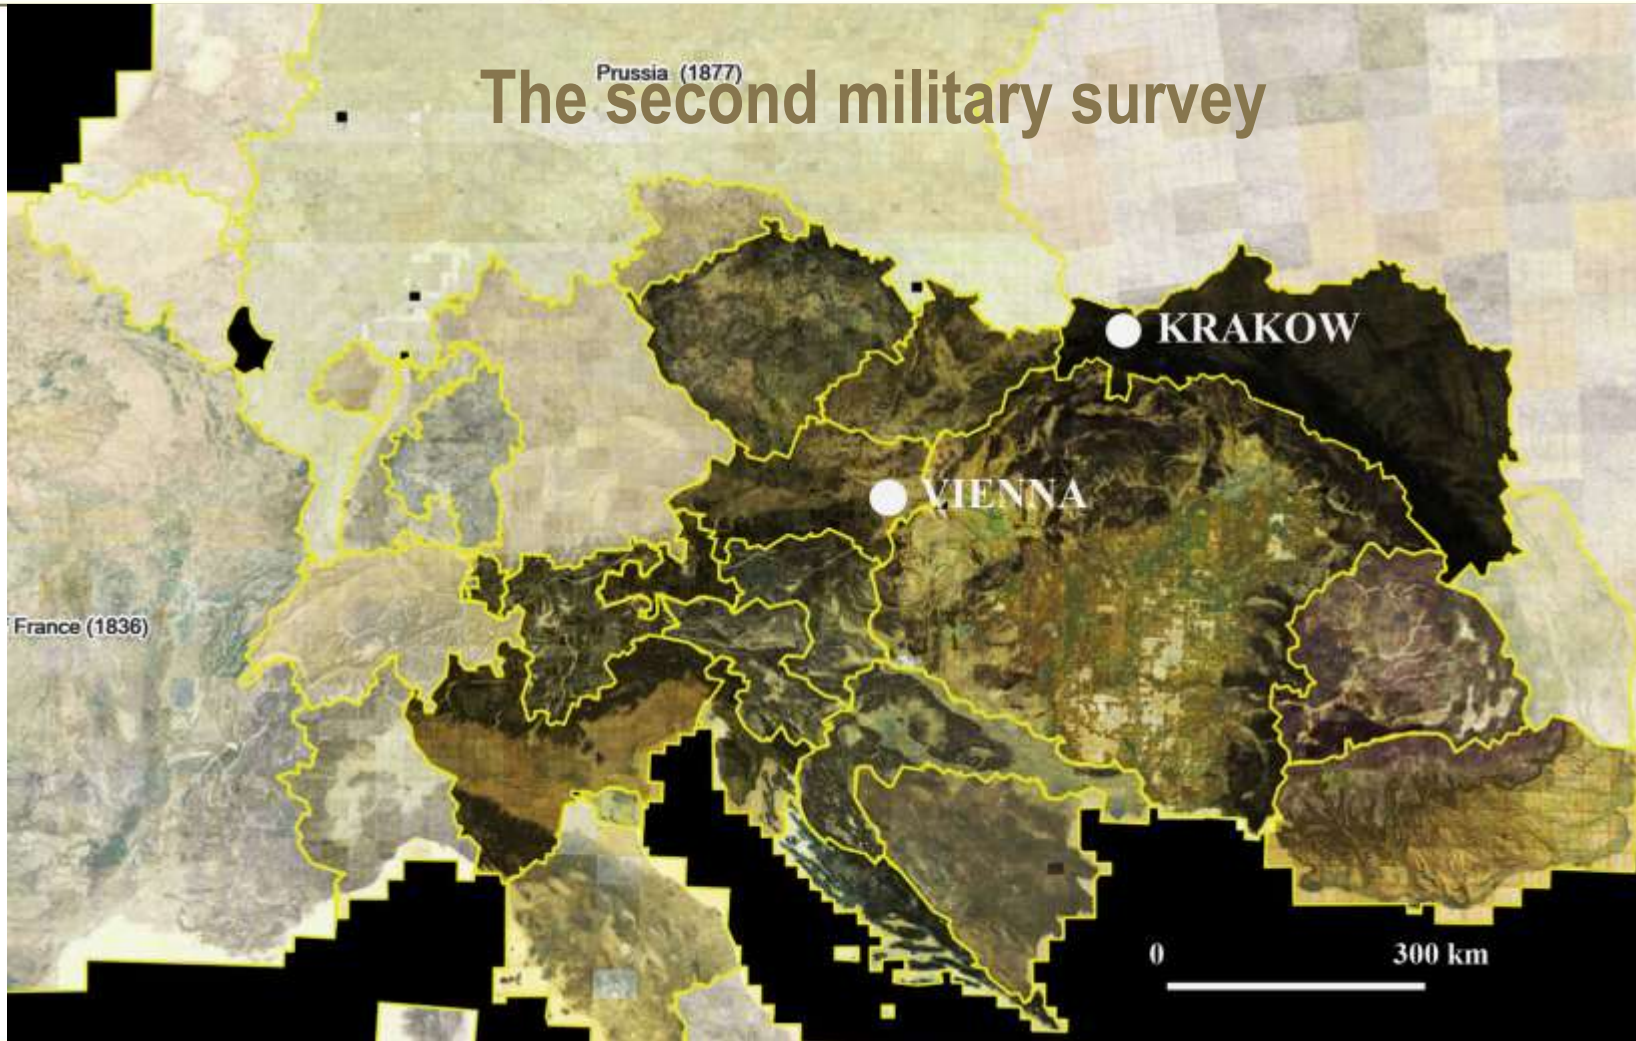 Prussia (1877)
The second military survey
KRAKOW
VIENNA
France (1836)
0 300 km